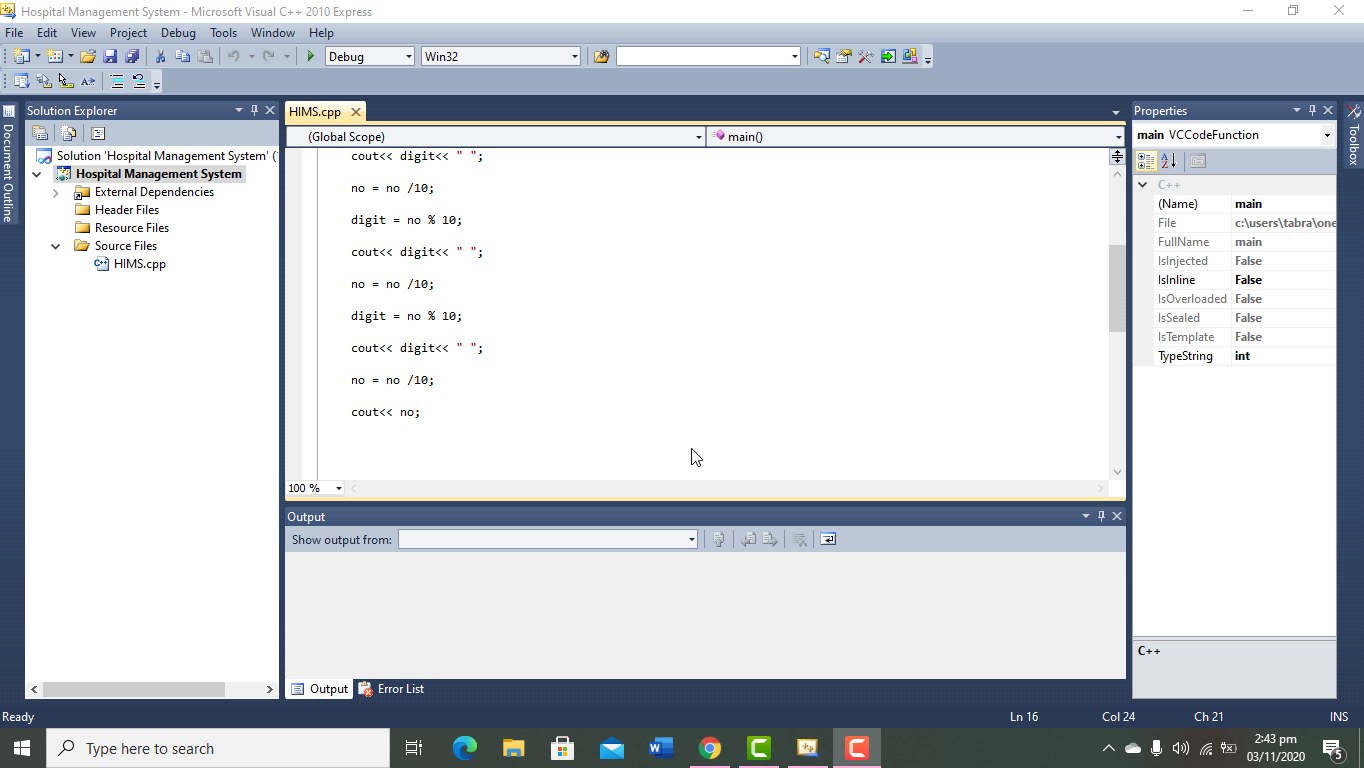 Hospital Management System - Microsoft Visual C++ 2010 Express
File Edit View Project Debug Tools Window Help
Debug Win32
Solution Explorer
HIMS.cpp
Properties
(Global Scope) main()
main VCCodeFunction
Document Outline
Toolbox
Solution 'Hospital Management System' (
Hospital Management System
External Dependencies
Header Files
Resource Files
Source Files
HIMS.cpp
cout<< digit<< " ";
no = no /10;
digit = no % 10;
cout<< digit<< " ";
no = no /10;
digit = no % 10;
cout<< digit<< " ";
no = no /10;
cout<< no;
100 %
C++
(Name) main
File c:\users\tabra\one
FullName main
IsInjected False
IsInline False
IsOverloaded False
IsSealed False
IsTemplate False
TypeString int
C++
Output
Show output from:
Output Error List
Ready Ln 16 Col 24 Ch 21 INS
Type here to search
2:43 pm
03/11/2020
5